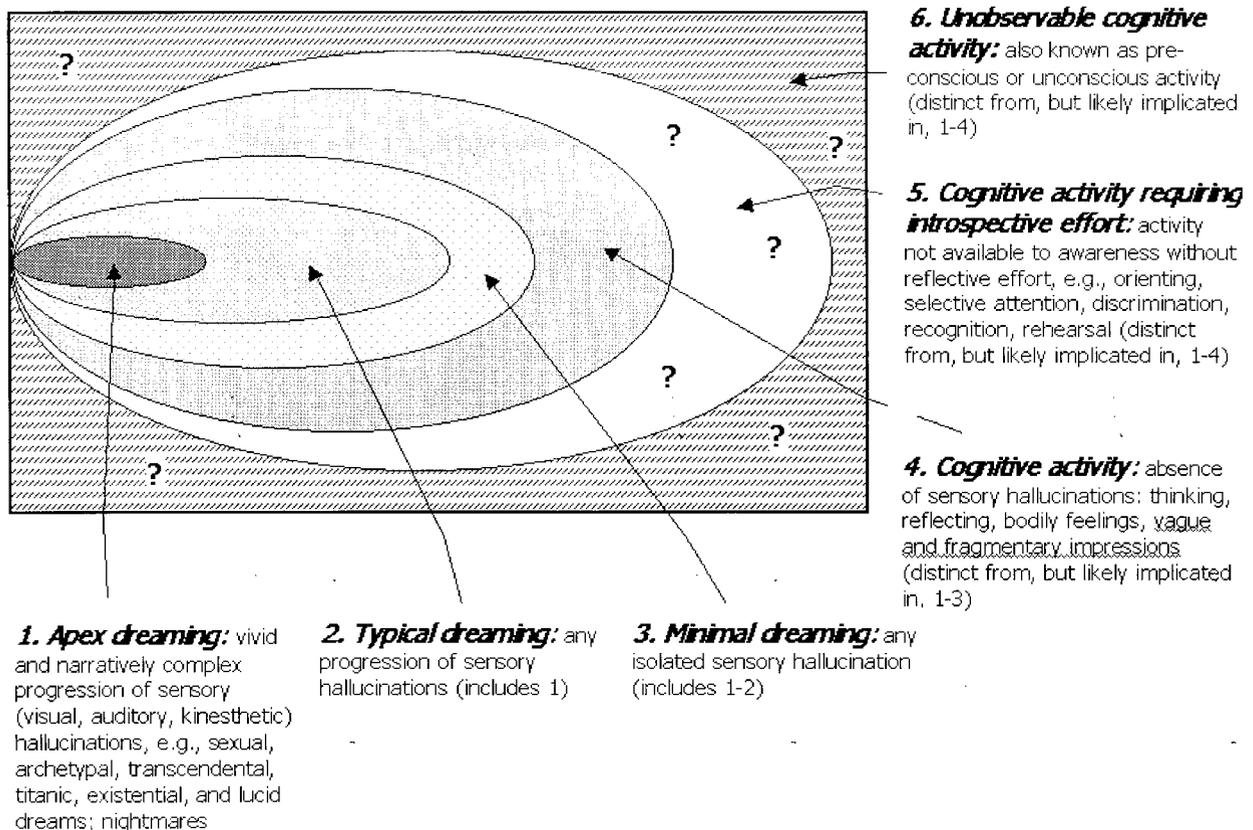 ?
?
?
?
?
?
?
6. Unobservable cognitive
activity: also known as pre-
conscious or unconscious activity
(distinct from, but likely implicated
in, 1-4)
5. Cognitive activity requiring
introspective effort: activity
not available to awareness without
reflective effort, e.g., orienting,
selective attention, discrimination,
recognition, rehearsal (distinct
from, but likely implicated in, 1-4)
4. Cognitive activity: absence
of sensory hallucinations: thinking,
reflecting, bodily feelings, vague
and fragmentary impressions
(distinct from, but likely implicated
in, 1-3)
1. Apex dreaming: vivid
and narratively complex
progression of sensory
(visual, auditory, kinesthetic)
hallucinations, e.g., sexual,
archetypal, transcendental,
titanic, existential, and lucid
dreams; nightmares
2. Typical dreaming: any
progression of sensory
hallucinations (includes 1)
3. Minimal dreaming: any
isolated sensory hallucination
(includes 1-2)